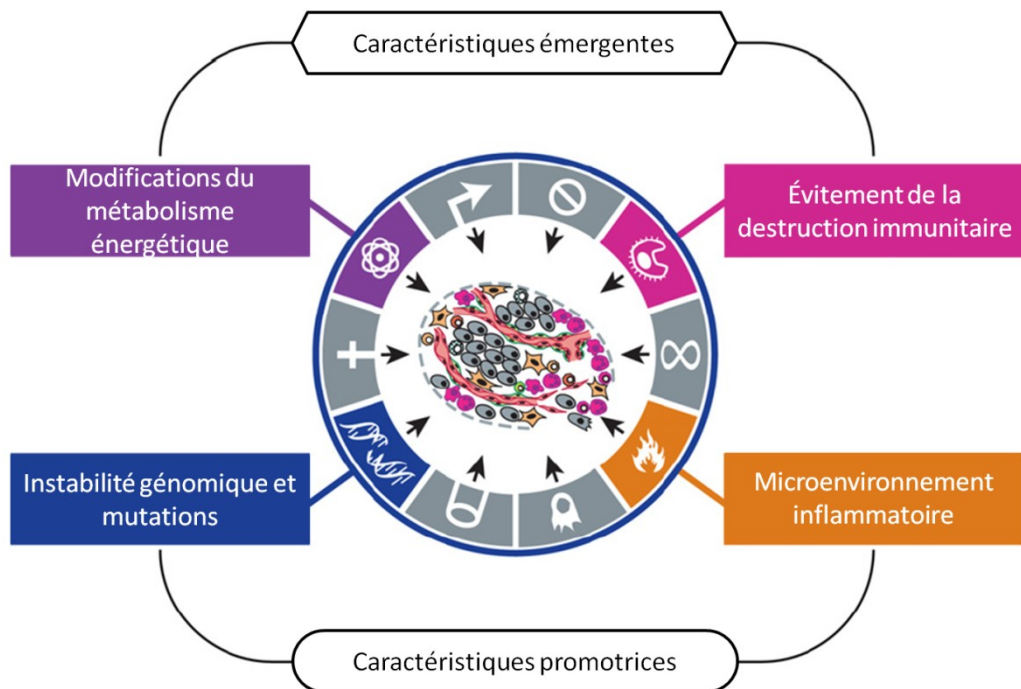 Caractéristiques émergentes
Modifications du
métabolisme
énergétique
Évitement de la
destruction immunitaire
Instabilité génomique et
mutations
Microenvironnement
inflammatoire
Caractéristiques promotrices